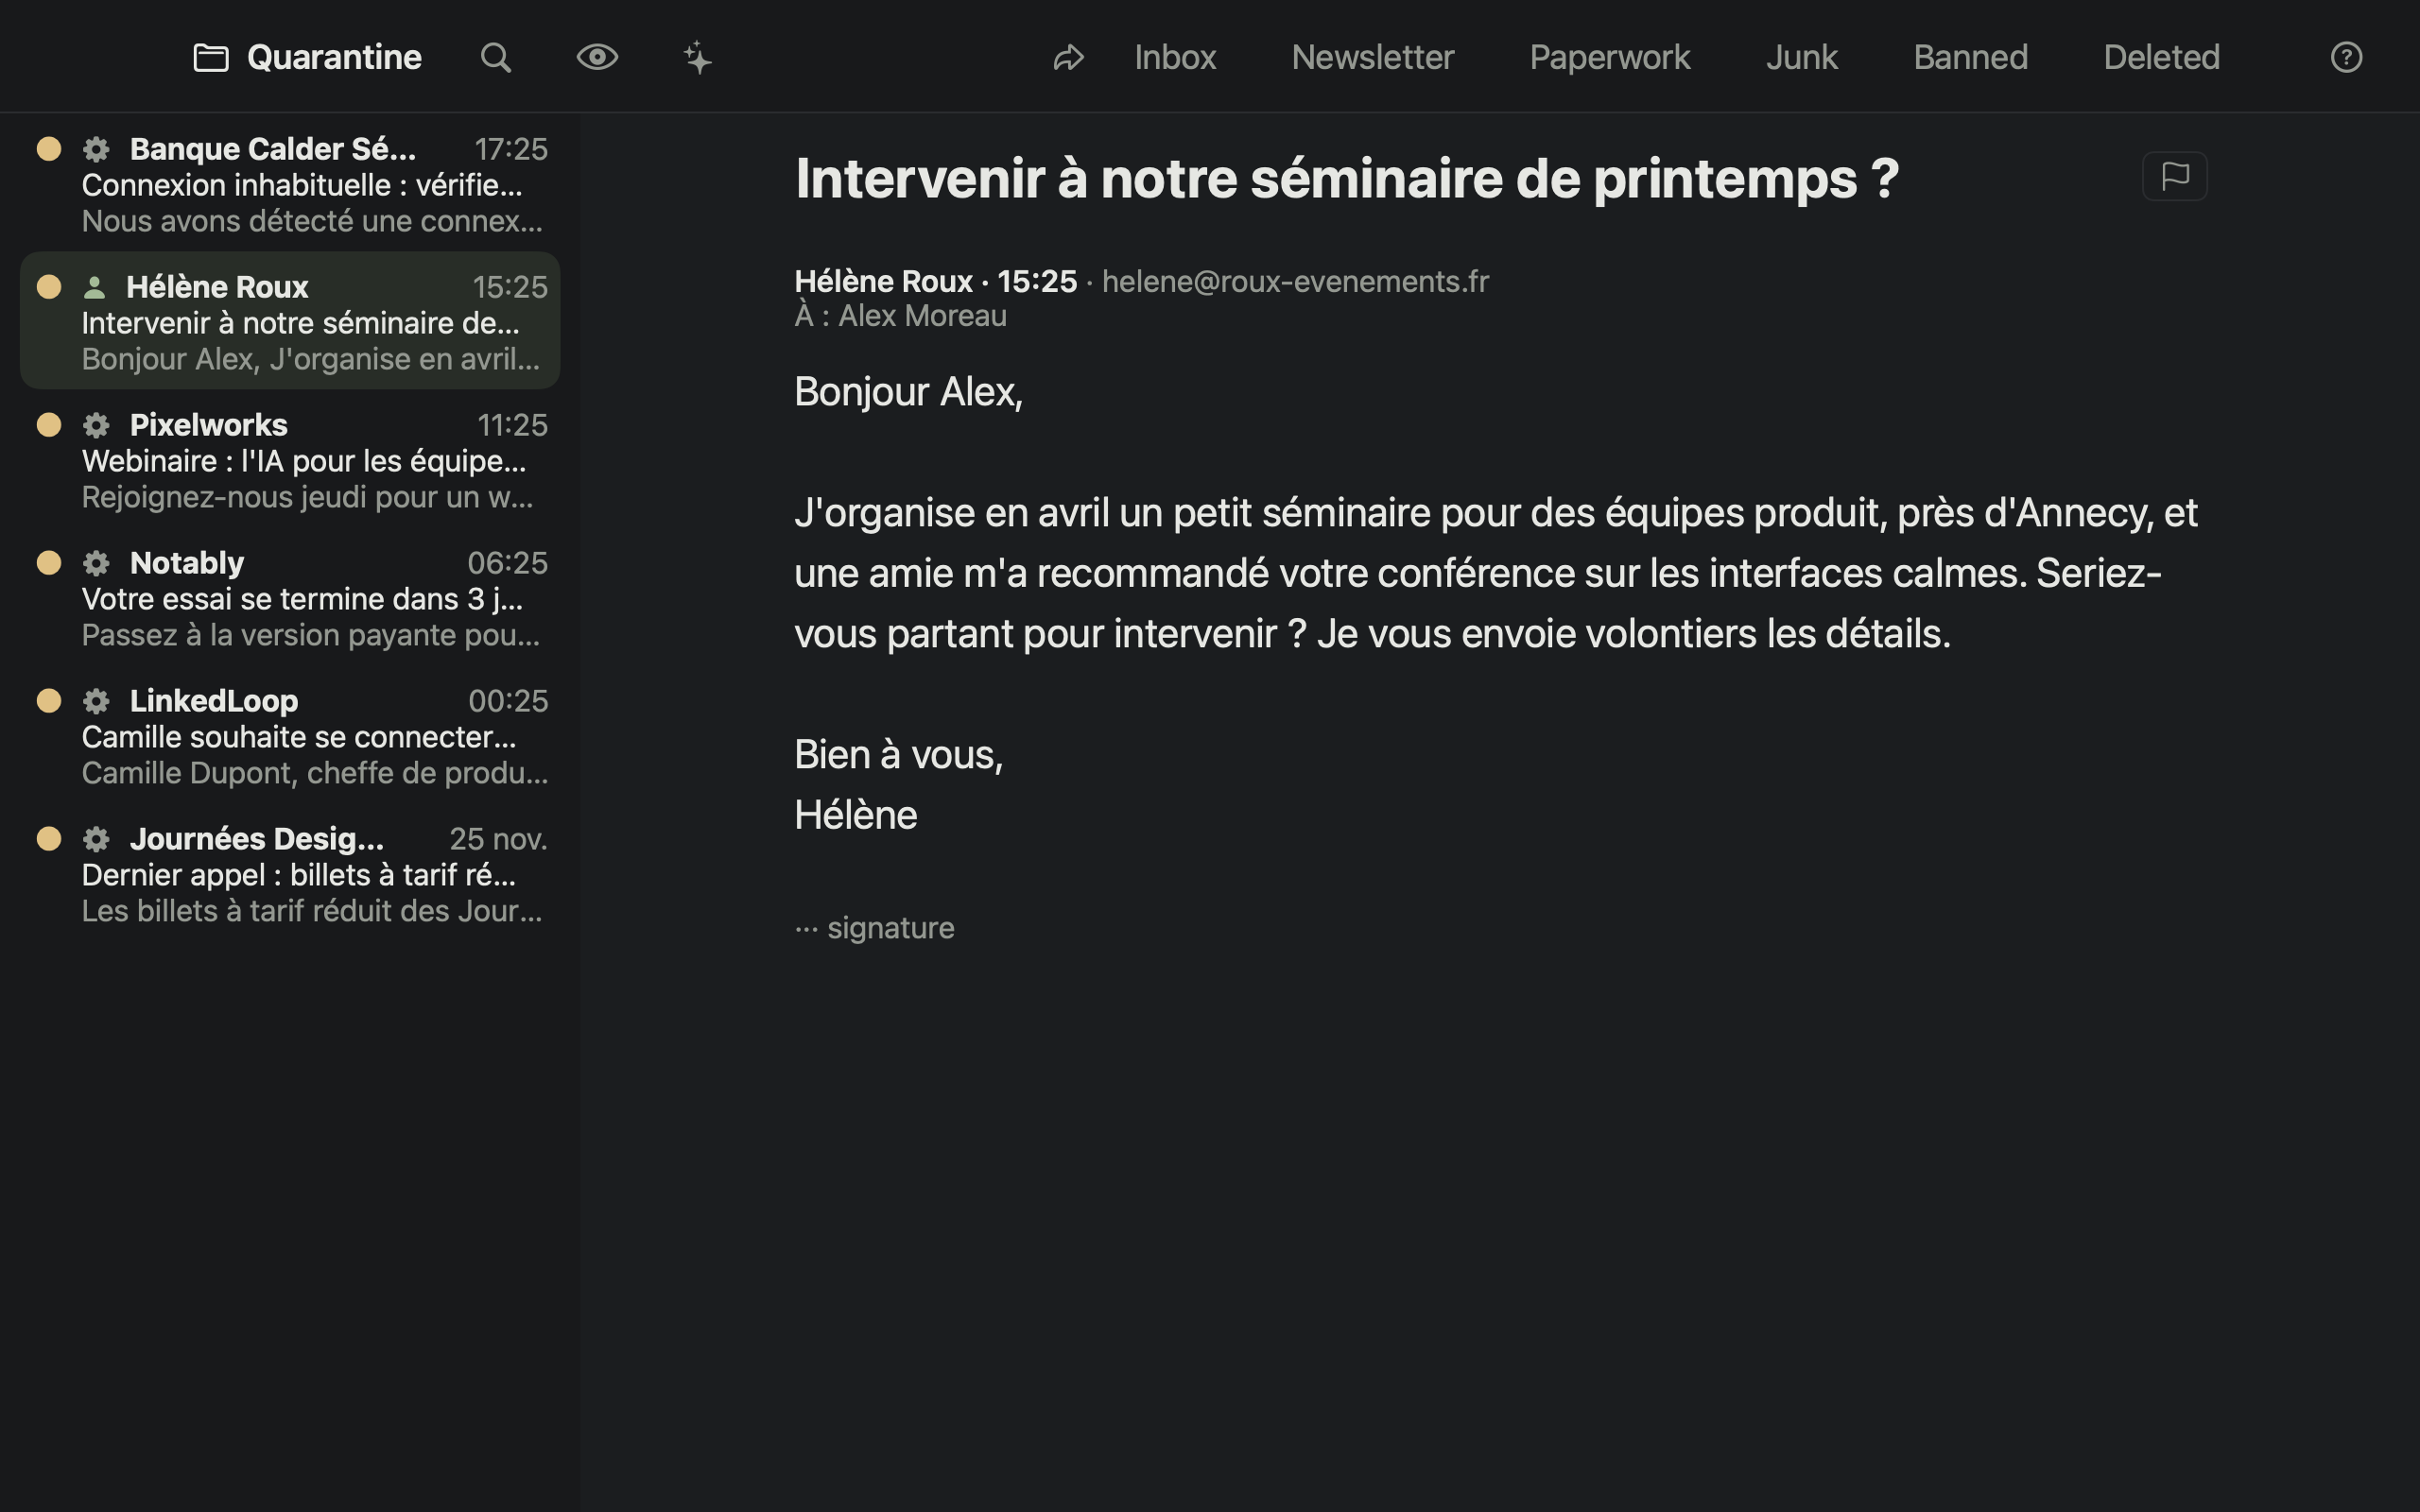 Quarantine
Inbox Newsletter Paperwork Junk Banned Deleted ?
Banque Calder Sé... 17:25
Connexion inhabituelle : vérifie...
Nous avons détecté une connex...
Hélène Roux 15:25
Intervenir à notre séminaire de...
Bonjour Alex, J'organise en avril...
Pixelworks 11:25
Webinaire : l'IA pour les équipe...
Rejoignez-nous jeudi pour un w...
Notably 06:25
Votre essai se termine dans 3 j...
Passez à la version payante pou...
LinkedLoop 00:25
Camille souhaite se connecter...
Camille Dupont, cheffe de produ...
Journées Desig... 25 nov.
Dernier appel : billets à tarif ré...
Les billets à tarif réduit des Jour...
Intervenir à notre séminaire de printemps ?
Hélène Roux · 15:25 · helene@roux-evenements.fr
À : Alex Moreau
Bonjour Alex,
J'organise en avril un petit séminaire pour des équipes produit, près d'Annecy, et
une amie m'a recommandé votre conférence sur les interfaces calmes. Seriez-
vous partant pour intervenir ? Je vous envoie volontiers les détails.
Bien à vous,
Hélène
··· signature